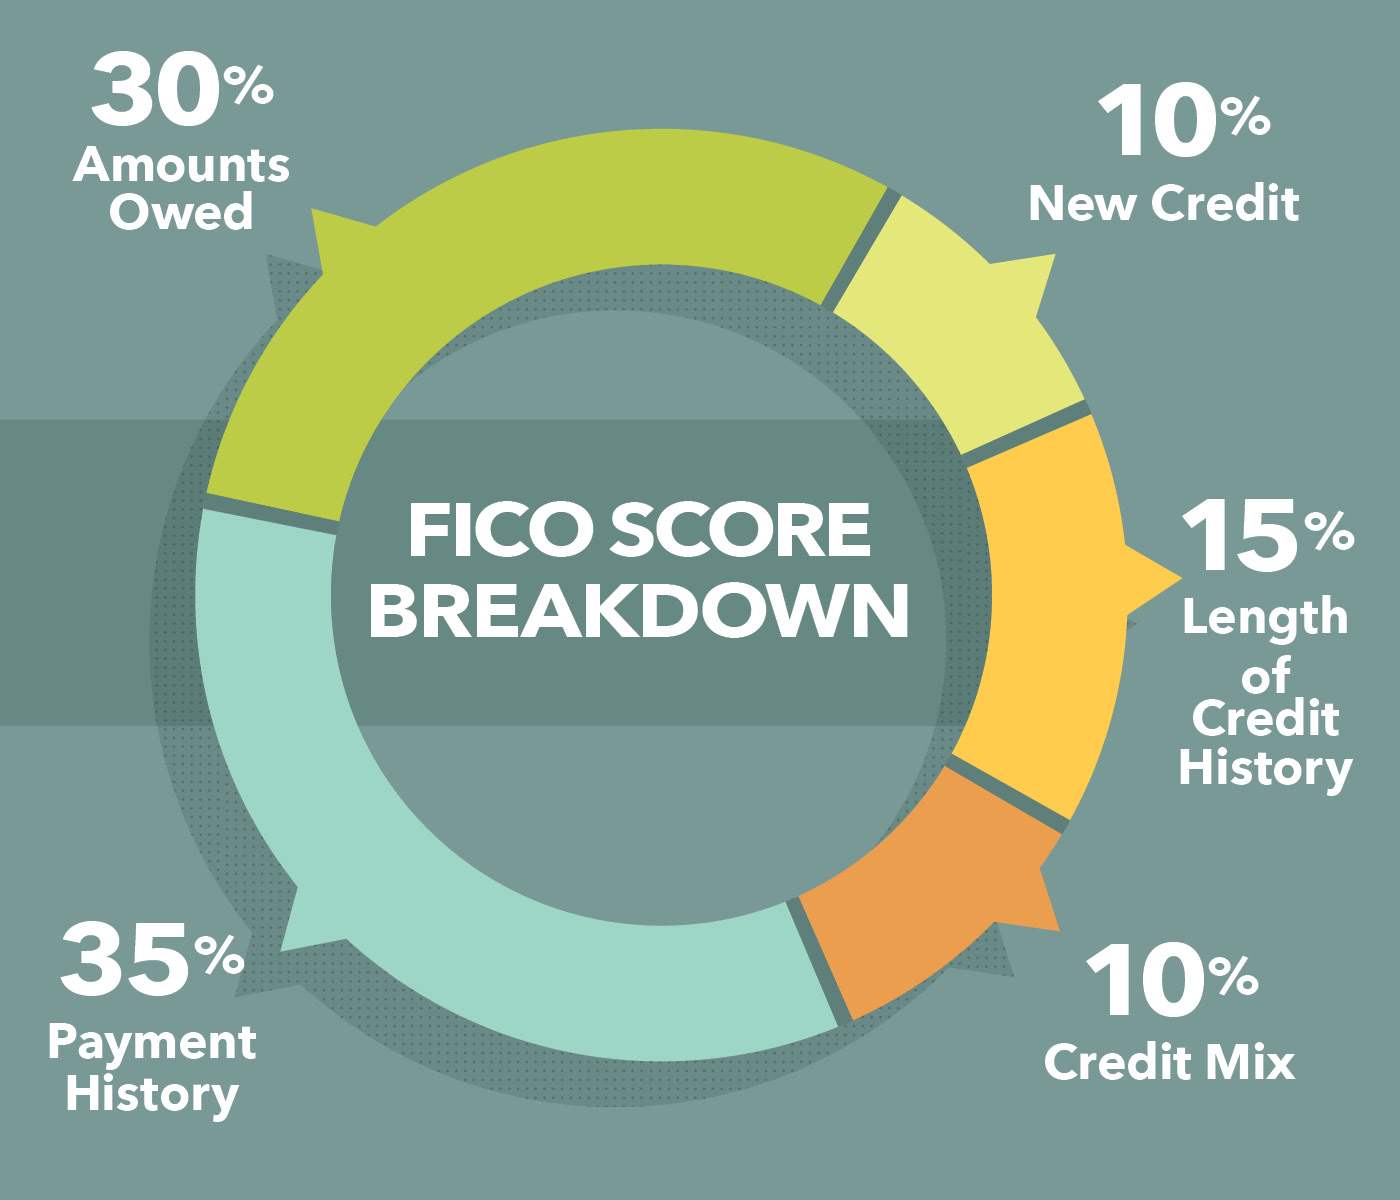 30%
Amounts
Owed
10%
New Credit
FICO SCORE
BREAKDOWN
15%
Length
of
Credit
History
35%
Payment
History
10%
Credit Mix